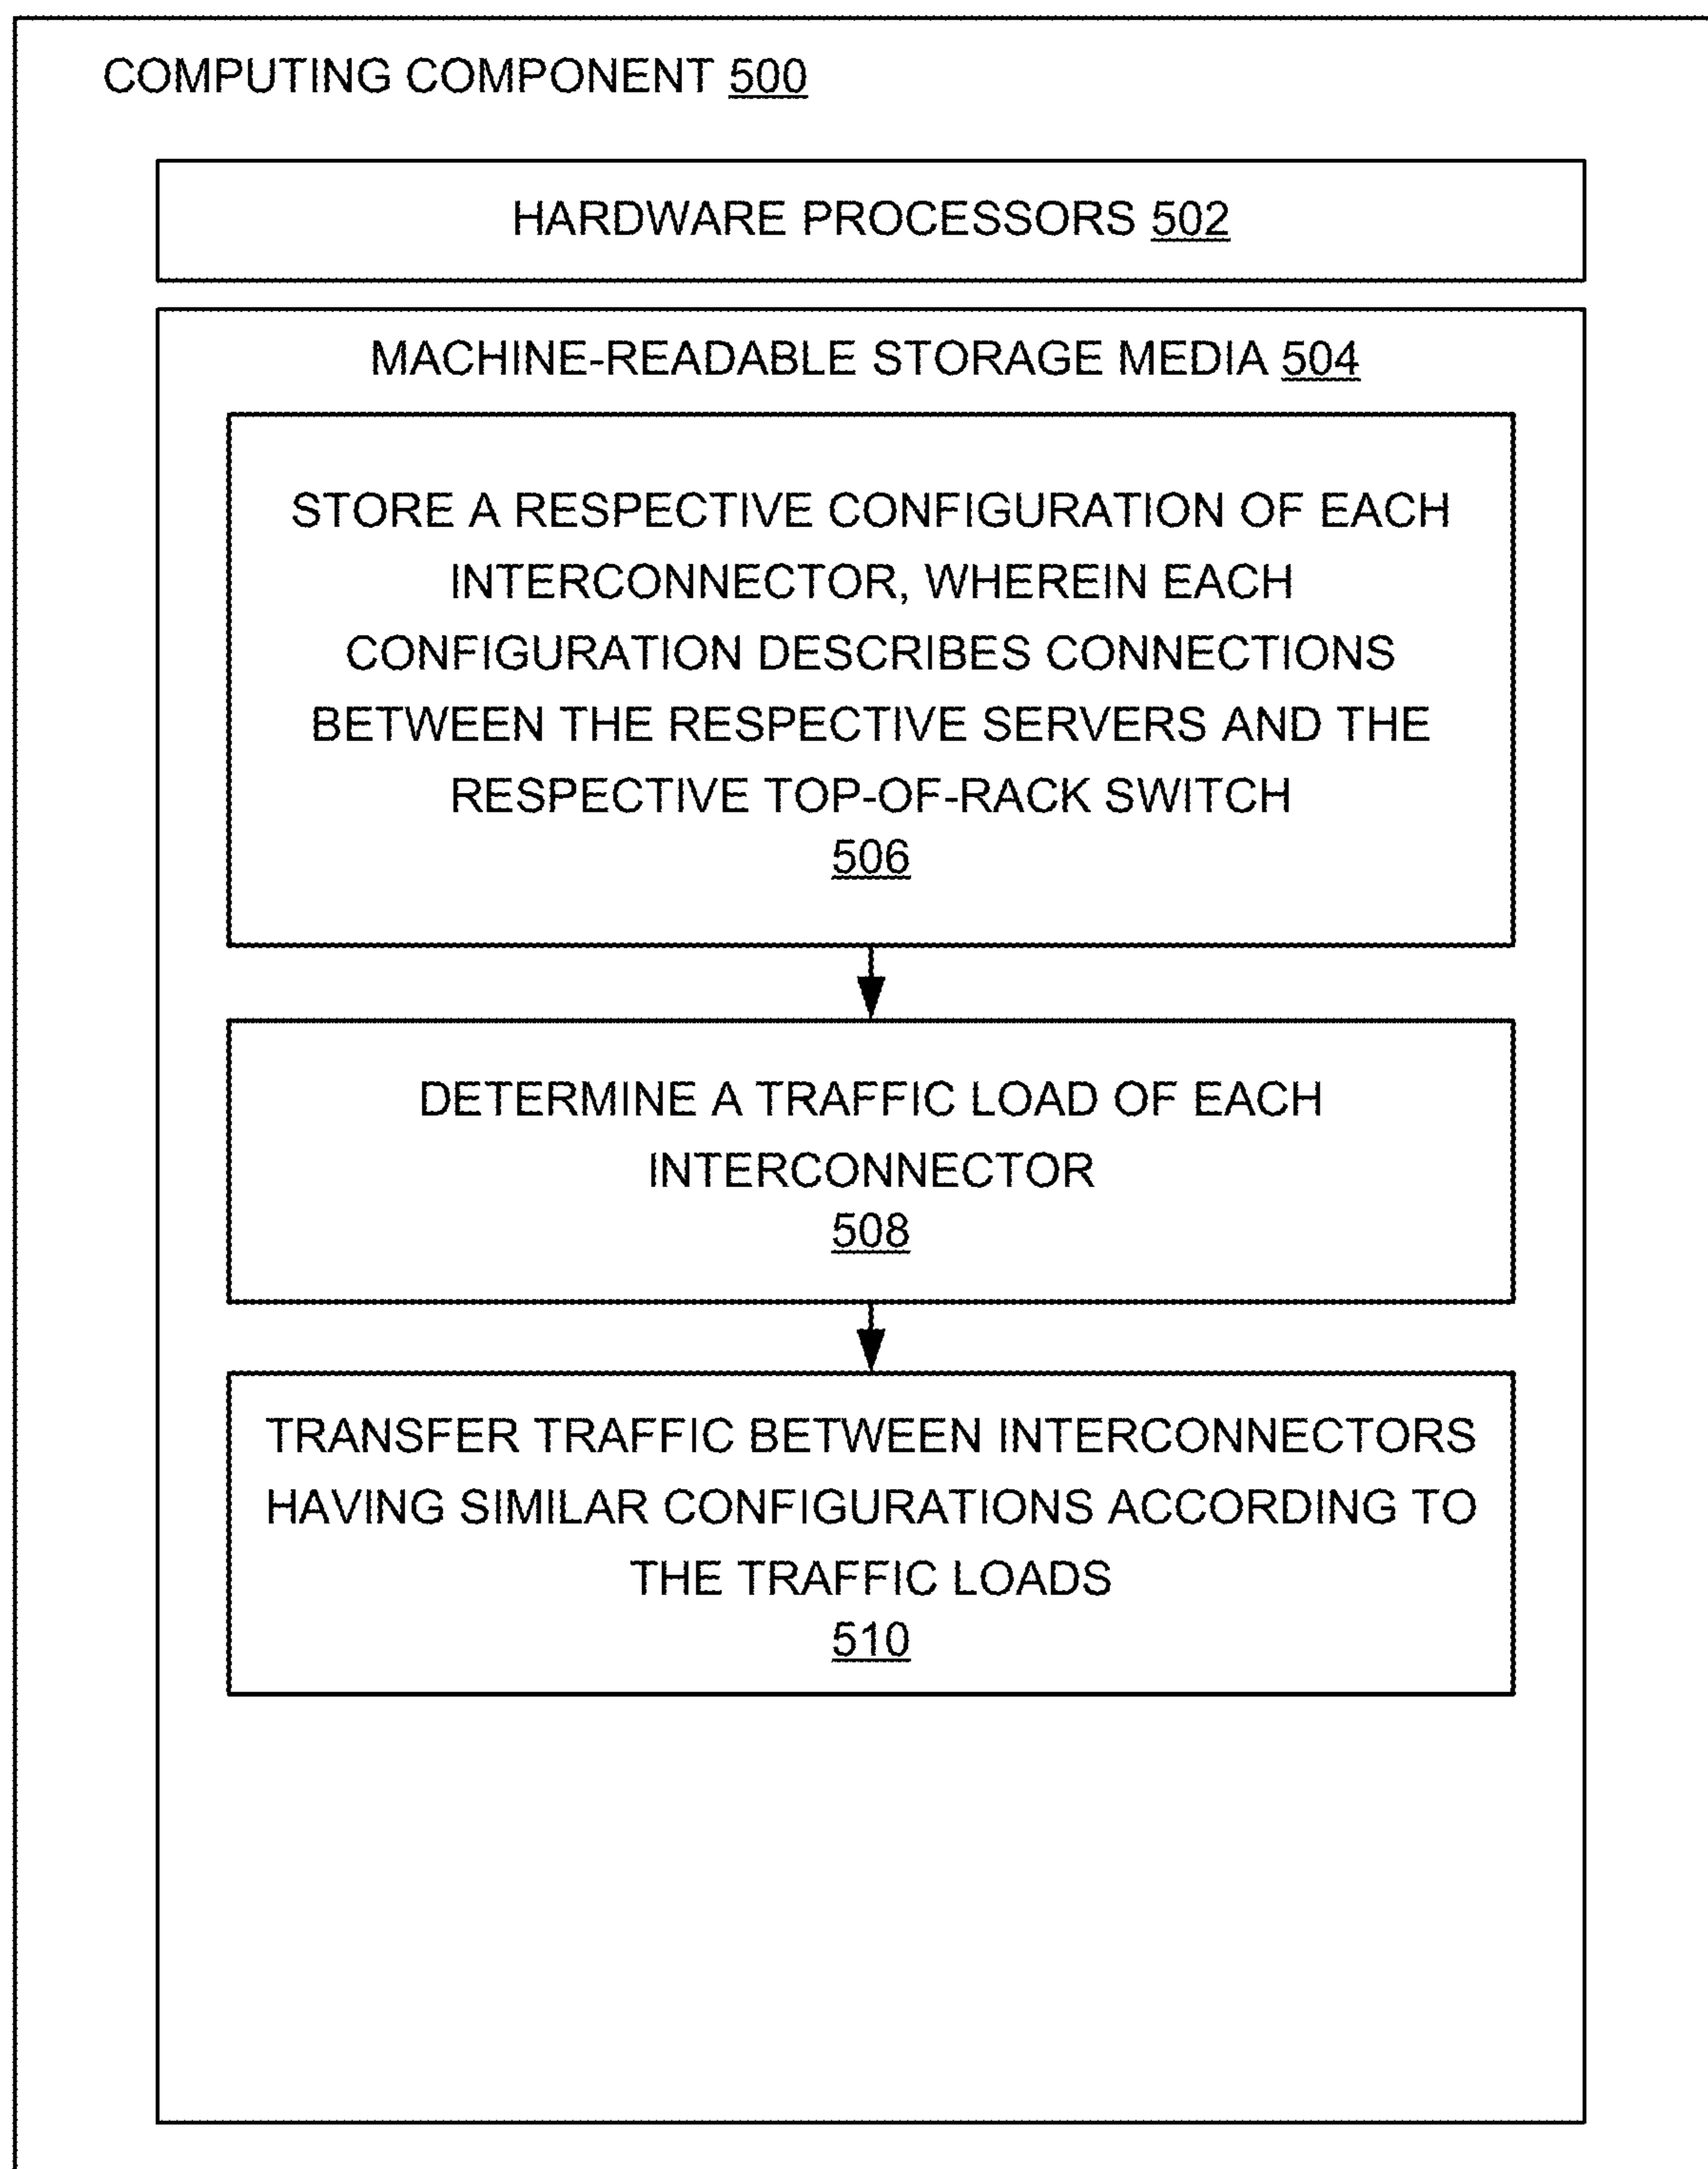 COMPUTING COMPONENT 500
HARDWARE PROCESSORS 502
MACHINE-READABLE STORAGE MEDIA 504
STORE A RESPECTIVE CONFIGURATION OF EACH
INTERCONNECTOR, WHEREIN EACH
CONFIGURATION DESCRIBES CONNECTIONS
BETWEEN THE RESPECTIVE SERVERS AND THE
RESPECTIVE TOP-OF-RACK SWITCH
506
DETERMINE A TRAFFIC LOAD OF EACH
INTERCONNECTOR
508
TRANSFER TRAFFIC BETWEEN INTERCONNECTORS
HAVING SIMILAR CONFIGURATIONS ACCORDING TO
THE TRAFFIC LOADS
510